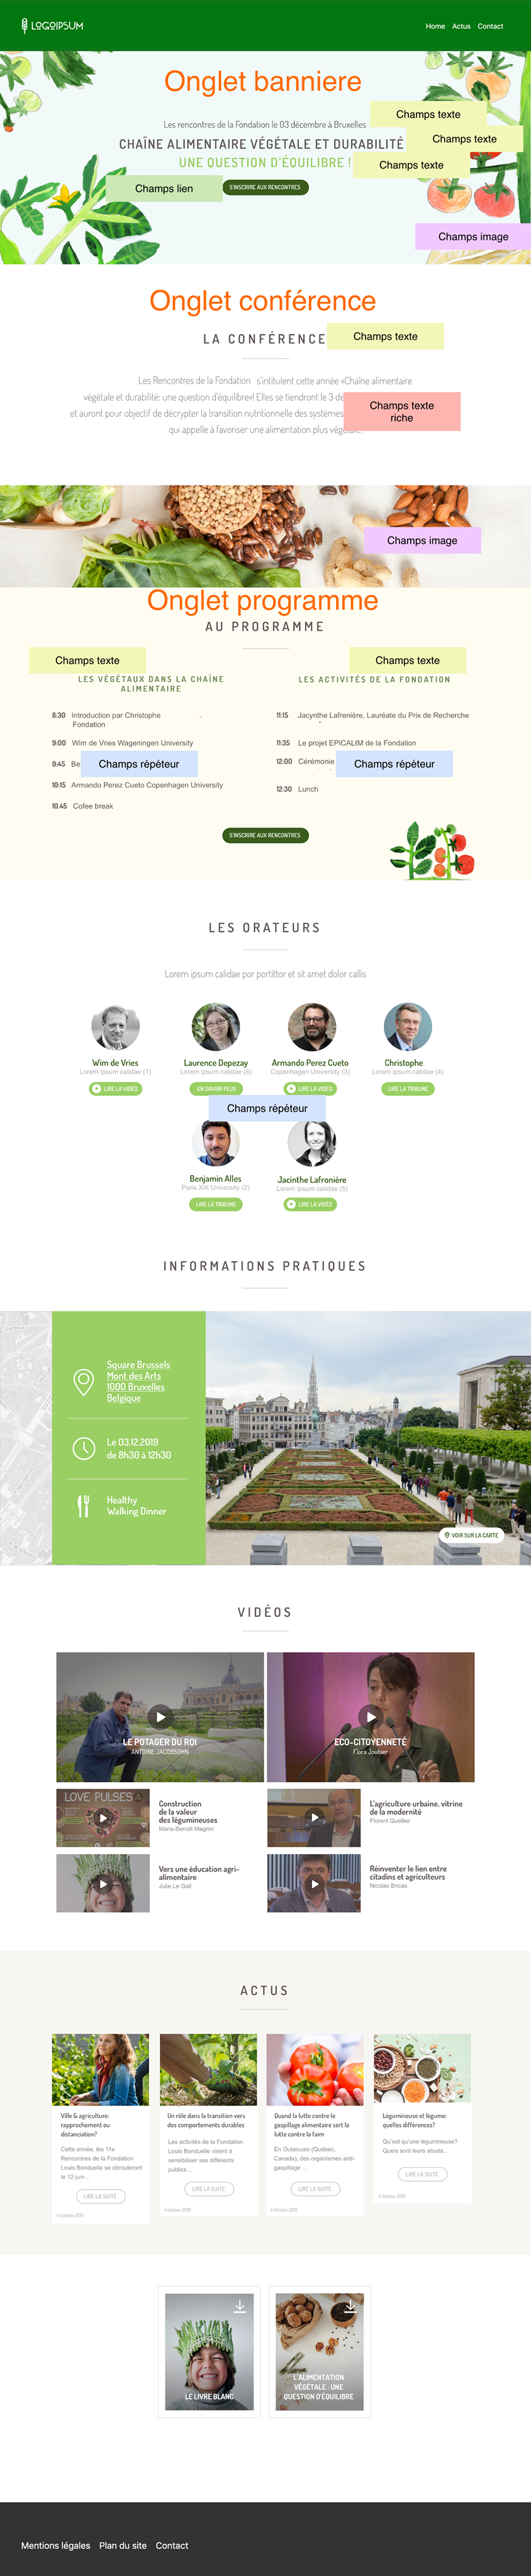 LOGOIPSUM
Home Actus Contact
Onglet banniere
Champs texte
Les rencontres de la Fondation le 03 décembre à Bruxelles
CHAÎNE ALIMENTAIRE VÉGÉTALE ET DURABILITÉ
Champs texte
UNE QUESTION D'ÉQUILIBRE !
Champs texte
Champs lien
S'INSCRIRE AUX RENCONTRES
Champs image
Onglet conférence
LA CONFÉRENCE
Champs texte
Les Rencontres de la Fondation s'intitulent cette année «Chaîne alimentaire
végétale et durabilité: une question d'équilibre»! Elles se tiendront le 3 dé
et auront pour objectif de décrypter la transition nutritionnelle des systèmes
qui appelle à favoriser une alimentation plus végétale.
Champs texte
riche
Champs image
Onglet programme
AU PROGRAMME
Champs texte
Champs texte
LES VÉGÉTAUX DANS LA CHAÎNE
ALIMENTAIRE
8:30 Introduction par Christophe
Fondation
9:00 Wim de Vries Wageningen University
9:45 Be
Champs répéteur
10.15 Armando Perez Cueto Copenhagen University
10.45 Cofee break
LES ACTIVITÉS DE LA FONDATION
11:15 Jacynthe Lafrenière, Lauréate du Prix de Recherche
11:35 Le projet EPICALIM de la Fondation
12:00 Cérémonie
Champs répéteur
12:30 Lunch
S'INSCRIRE AUX RENCONTRES
LES ORATEURS
Lorem ipsum calidae por portittor et sit amet dolor callis
Wim de Vries
Lorem ipsum calidae (1)
LIRE LA VIDÉO
Laurence Depezay
Lorem ipsum calidae (6)
EN SAVOIR PLUS
Armando Perez Cueto
Copenhagen University (3)
LIRE LA VIDÉO
Christophe
Lorem ipsum calidae (4)
LIRE LA TRIBUNE
Champs répéteur
Benjamin Alles
Paris XIII University (2)
LIRE LA TRIBUNE
Jacinthe Lafronière
Lorem ipsum calidae (5)
LIRE LA VIDÉO
INFORMATIONS PRATIQUES
Square Brussels
Mont des Arts
1000 Bruxelles
Belgique
Le 03.12.2019
de 8h30 à 12h30
Healthy
Walking Dinner
VOIR SUR LA CARTE
VIDÉOS
LE POTAGER DU ROI
ANTOINE JACOBSOHN
ECO-CITOYENNETÉ
Flora Joubier
LOVE PULSES
Construction
de la valeur
des légumineuses
Marie-Benoît Magrini
L'agriculture urbaine, vitrine
de la modernité
Florent Quellier
Vers une éducation agri-
alimentaire
Julie Le Gall
Réinventer le lien entre
citadins et agriculteurs
Nicolas Bricas
ACTUS
Ville & agriculture:
rapprochement ou
distanciation?
Cette année, les 11e
Rencontres de la Fondation
Louis Bonduelle se dérouleront
le 12 juin...
LIRE LA SUITE
4 October 2019
Un rôle dans la transition vers
des comportements durables
Les activités de la Fondation
Louis Bonduelle visent à
sensibiliser ses différents
publics...
LIRE LA SUITE
4 October 2019
Quand la lutte contre le
gaspillage alimentaire sert la
lutte contre la faim
En Outaouais (Québec,
Canada), des organismes anti-
gaspillage ...
LIRE LA SUITE
4 October 2019
Légumineuse et légume:
quelles différences?
Qu'est qu'une légumineuse?
Quels sont leurs atouts...
LIRE LA SUITE
4 October 2019
LE LIVRE BLANC
L'ALIMENTATION
VÉGÉTALE : UNE
QUESTION D'ÉQUILIBRE
Mentions légales Plan du site Contact